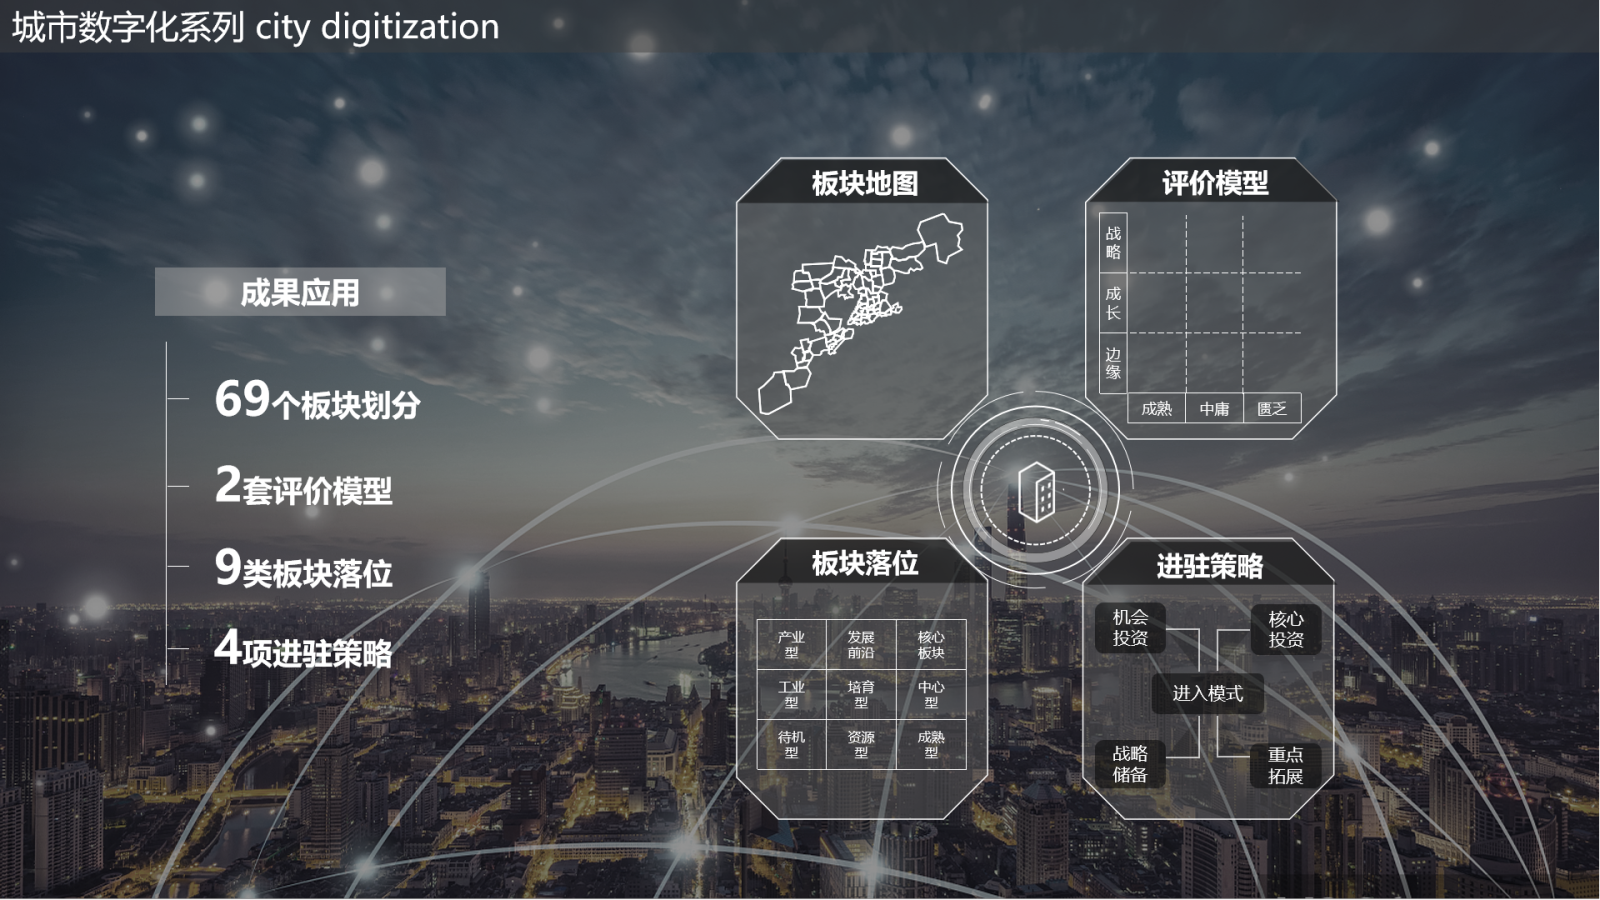 城市数字化系列 city digitization
成果应用
69个板块划分
2套评价模型
9类板块落位
4项进驻策略
板块地图
评价模型
战
略
成
长
边
缘
成熟 中庸 匮乏
板块落位
产业 发展 核心
型 前沿 板块
工业 培育 中心
型 型 型
待机 资源 成熟
型 型 型
进驻策略
机会
投资
核心
投资
进入模式
战略
储备
重点
拓展